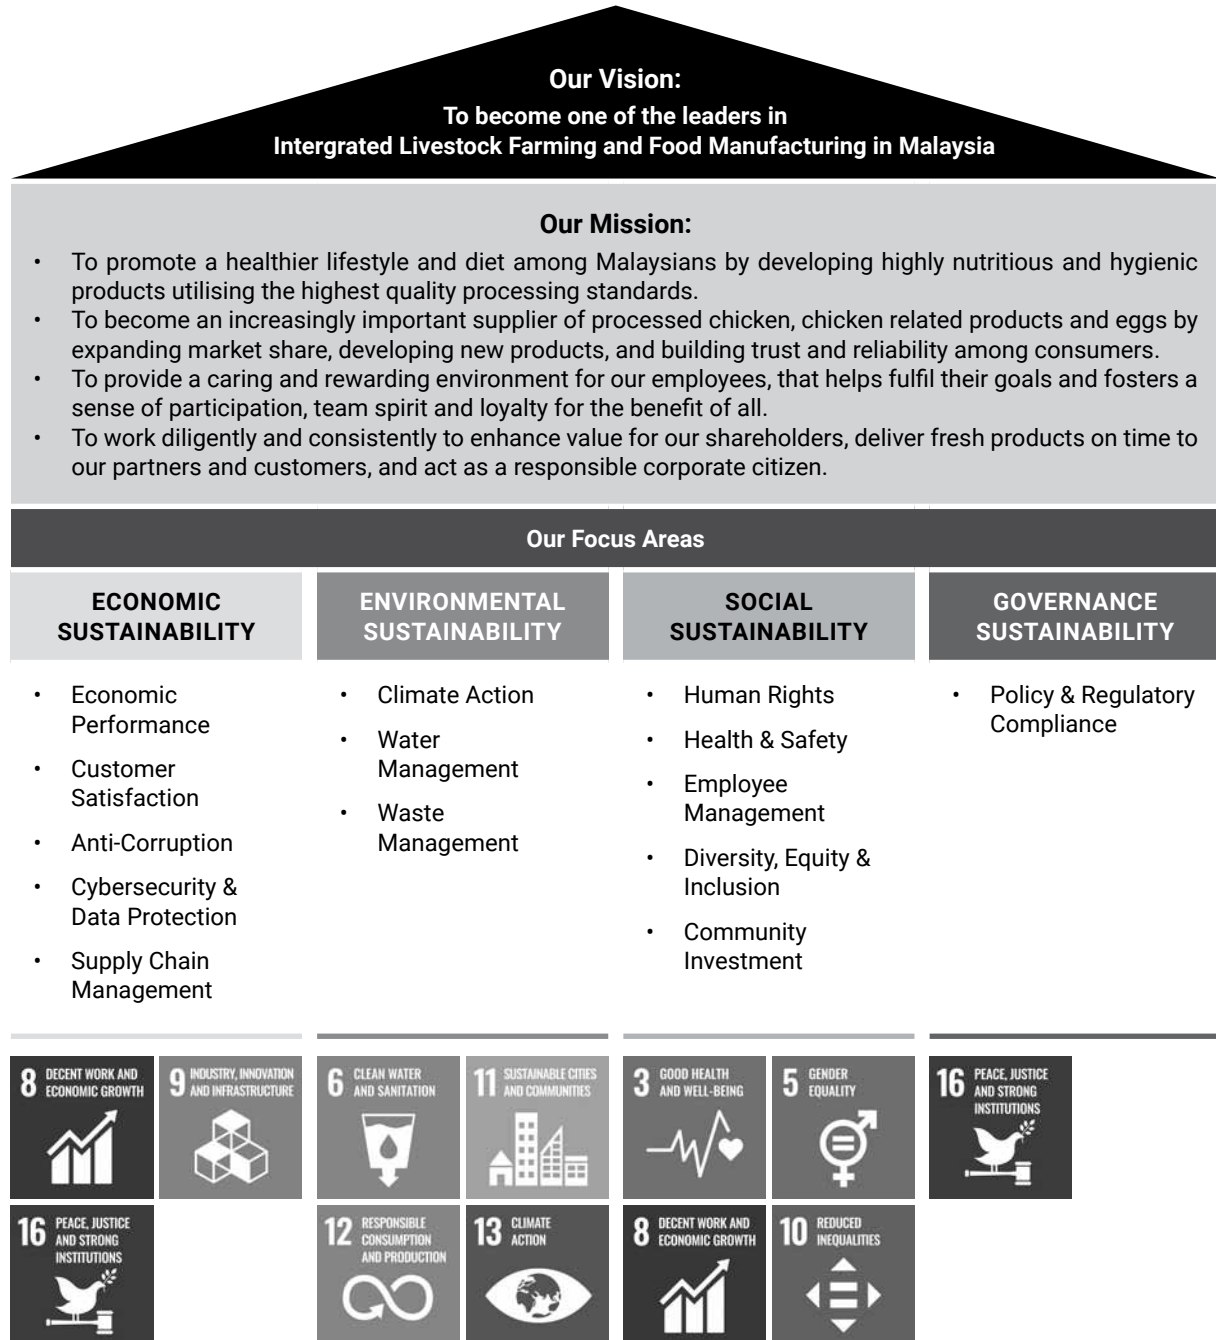 Our Vision:
To become one of the leaders in
Intergrated Livestock Farming and Food Manufacturing in Malaysia
Our Mission:
• To promote a healthier lifestyle and diet among Malaysians by developing highly nutritious and hygienic
products utilising the highest quality processing standards.
• To become an increasingly important supplier of processed chicken, chicken related products and eggs by
expanding market share, developing new products, and building trust and reliability among consumers.
• To provide a caring and rewarding environment for our employees, that helps fulfil their goals and fosters a
sense of participation, team spirit and loyalty for the benefit of all.
• To work diligently and consistently to enhance value for our shareholders, deliver fresh products on time to
our partners and customers, and act as a responsible corporate citizen.
Our Focus Areas
ECONOMIC
SUSTAINABILITY
• Economic
Performance
• Customer
Satisfaction
• Anti-Corruption
• Cybersecurity &
Data Protection
• Supply Chain
Management
8 DECENT WORK AND
ECONOMIC GROWTH
9 INDUSTRY, INNOVATION
AND INFRASTRUCTURE
16 PEACE, JUSTICE
AND STRONG
INSTITUTIONS
ENVIRONMENTAL
SUSTAINABILITY
• Climate Action
• Water
Management
• Waste
Management
6 CLEAN WATER
AND SANITATION
11 SUSTAINABLE CITIES
AND COMMUNITIES
12 RESPONSIBLE
CONSUMPTION
AND PRODUCTION
13 CLIMATE
ACTION
SOCIAL
SUSTAINABILITY
• Human Rights
• Health & Safety
• Employee
Management
• Diversity, Equity &
Inclusion
• Community
Investment
3 GOOD HEALTH
AND WELL-BEING
5 GENDER
EQUALITY
8 DECENT WORK AND
ECONOMIC GROWTH
10 REDUCED
INEQUALITIES
GOVERNANCE
SUSTAINABILITY
• Policy & Regulatory
Compliance
16 PEACE, JUSTICE
AND STRONG
INSTITUTIONS